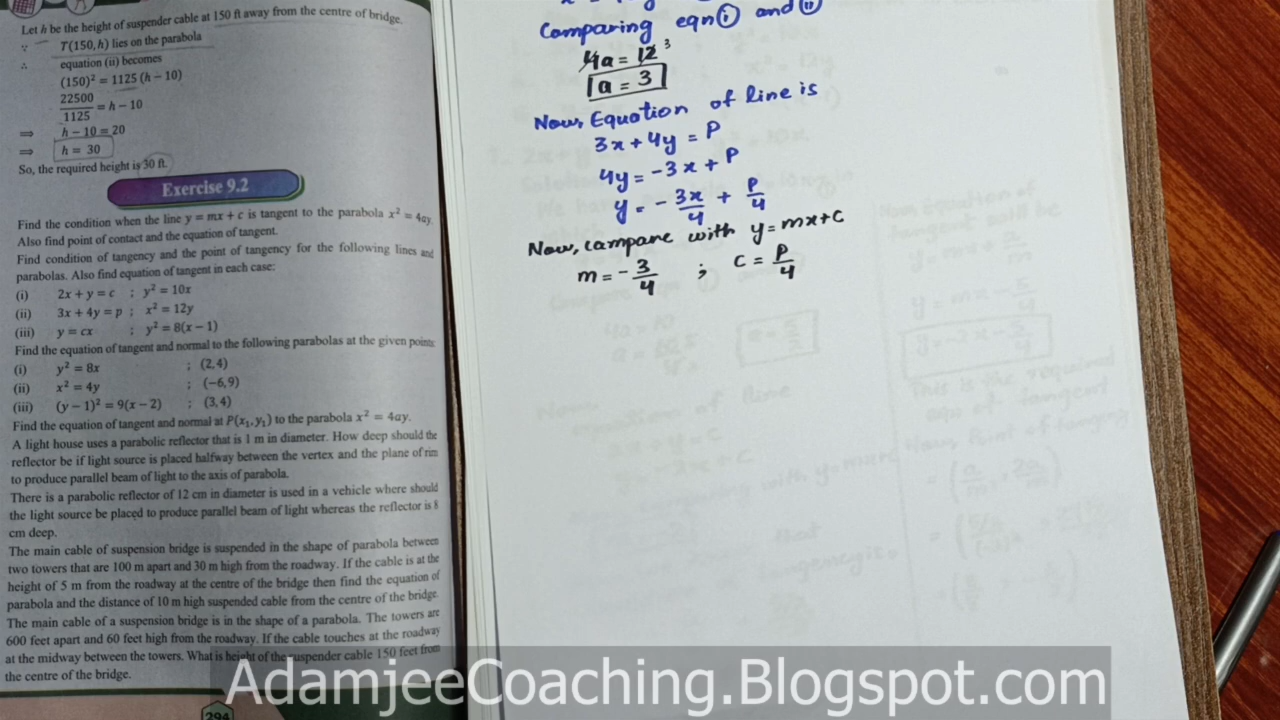 Let h be the height of suspender cable at 150 ft away from the centre of bridge.
∵ T(150, h) lies on the parabola
∴ equation (ii) becomes
(150)² = 1125 (h − 10)
22500/1125 = h − 10
⟹ h − 10 = 20
⟹ h = 30
So, the required height is 30 ft.
Exercise 9.2
Find the condition when the line y = mx + c is tangent to the parabola x² = 4ay.
Also find point of contact and the equation of tangent.
Find condition of tangency and the point of tangency for the following lines and
parabolas. Also find equation of tangent in each case:
(i) 2x + y = c ; y² = 10x
(ii) 3x + 4y = p ; x² = 12y
(iii) y = cx ; y² = 8(x − 1)
Find the equation of tangent and normal to the following parabolas at the given points
(i) y² = 8x ; (2, 4)
(ii) x² = 4y ; (−6, 9)
(iii) (y − 1)² = 9(x − 2) ; (3, 4)
Find the equation of tangent and normal at P(x₁, y₁) to the parabola x² = 4ay.
A light house uses a parabolic reflector that is 1 m in diameter. How deep should the
reflector be if light source is placed halfway between the vertex and the plane of rim
to produce parallel beam of light to the axis of parabola.
There is a parabolic reflector of 12 cm in diameter is used in a vehicle where should
the light source be placed to produce parallel beam of light whereas the reflector is 8
cm deep.
The main cable of suspension bridge is suspended in the shape of parabola between
two towers that are 100 m apart and 30 m high from the roadway. If the cable is at the
height of 5 m from the roadway at the centre of the bridge then find the equation of
parabola and the distance of 10 m high suspended cable from the centre of the bridge.
The main cable of a suspension bridge is in the shape of a parabola. The towers are
600 feet apart and 60 feet high from the roadway. If the cable touches at the roadway
at the midway between the towers. What is height of the suspender cable 150 feet from
the centre of the bridge.
294
Comparing eqn (i) and (ii)
4a = 12 3
a = 3
Now, Equation of line is
3x + 4y = P
4y = −3x + P
y = − 3x/4 + P/4
Now, compare with y = mx + c
m = − 3/4 ; c = P/4
AdamjeeCoaching.Blogspot.com